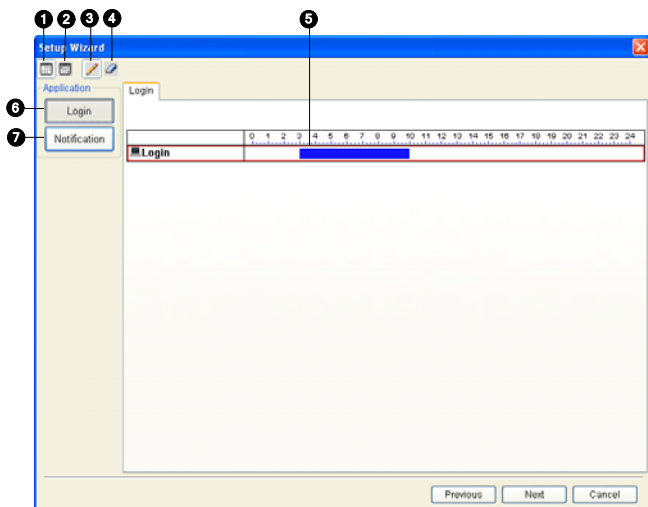 1 2 3 4 5
Setup Wizard
Application
Login
6 Login
7 Notification
0 1 2 3 4 5 6 7 8 9 10 11 12 13 14 15 16 17 18 19 20 21 22 23 24
Login
Previous Next Cancel